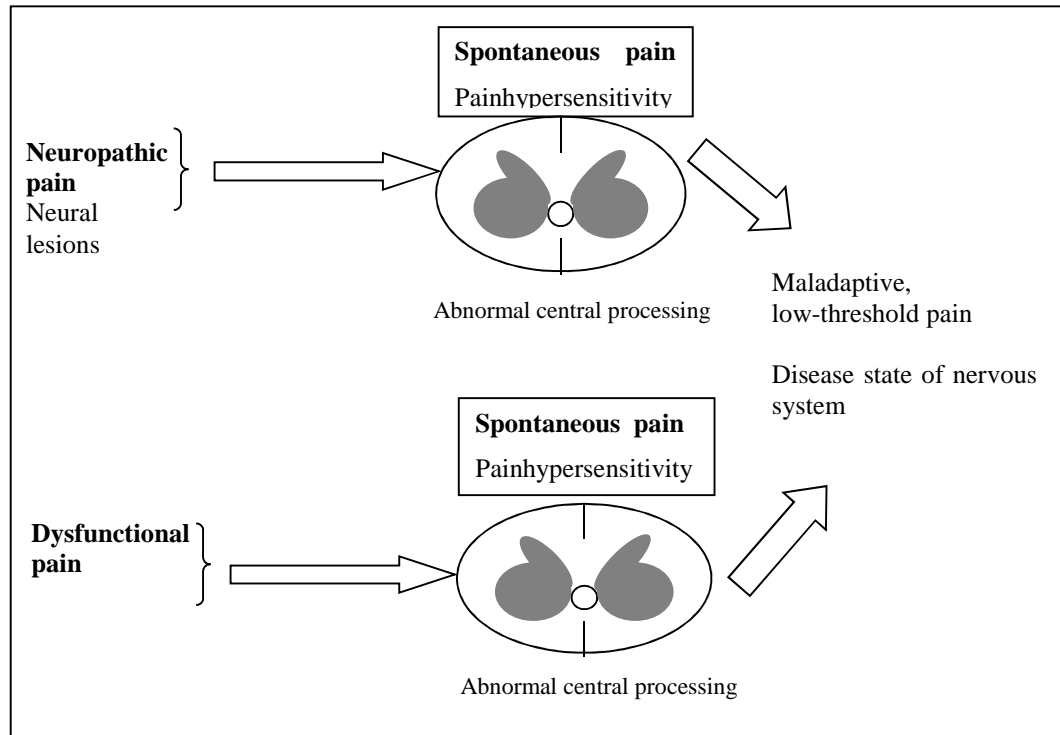 Spontaneous pain
Painhypersensitivity
Neuropathic
pain
Neural
lesions
Abnormal central processing
Maladaptive,
low-threshold pain
Disease state of nervous
system
Spontaneous pain
Painhypersensitivity
Dysfunctional
pain
Abnormal central processing